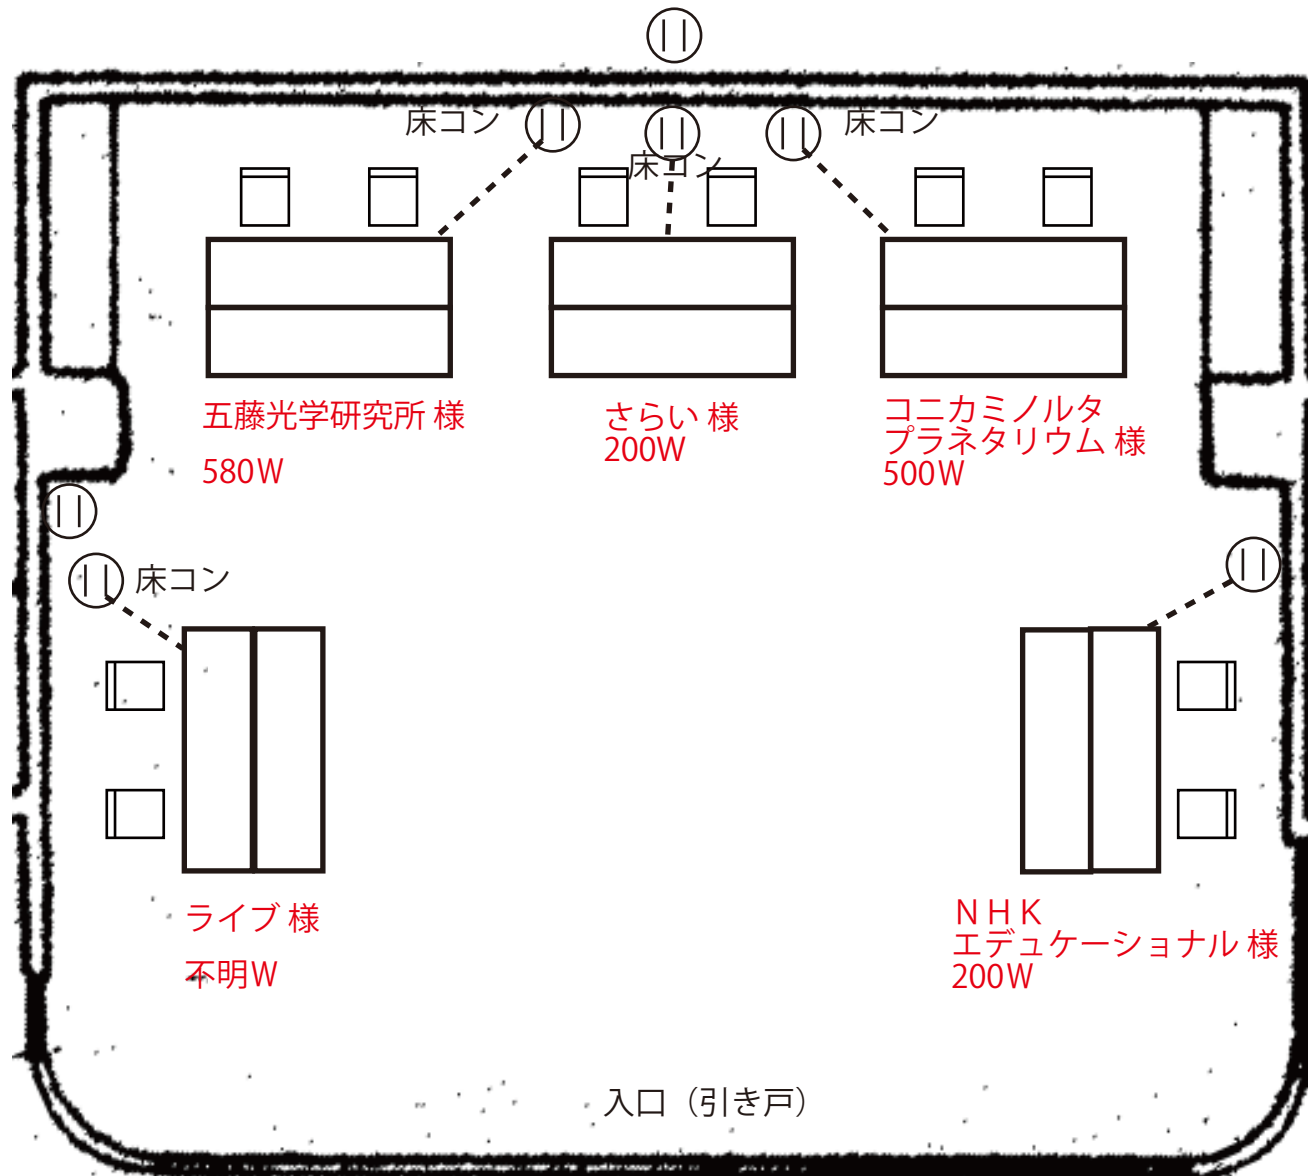 床コン
床コン
床コン
五藤光学研究所 様
580W
さらい 様
200W
コニカミノルタ
プラネタリウム 様
500W
床コン
ライブ 様
不明W
ＮＨＫ
エデュケーショナル 様
200W
入口（引き戸）